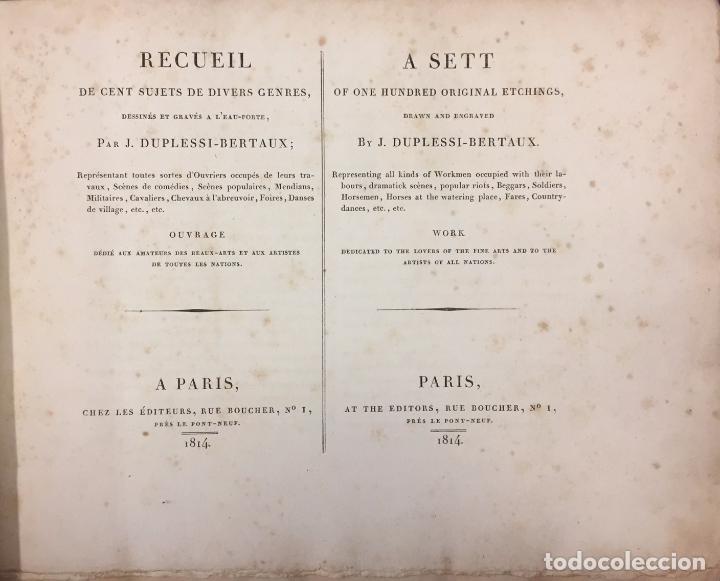 RECUEIL
DE CENT SUJETS DE DIVERS GENRES,
DESSINÉS ET GRAVÉS A L'EAU-FORTE,
PAR J. DUPLESSI-BERTAUX;
Représentant toutes sortes d'Ouvriers occupés de leurs tra-
vaux, Scènes de comédies, Scènes populaires, Mendians,
Militaires, Cavaliers, Chevaux à l'abreuvoir, Foires, Danses
de village, etc., etc.
OUVRAGE
DÉDIÉ AUX AMATEURS DES BEAUX-ARTS ET AUX ARTISTES
DE TOUTES LES NATIONS.
A PARIS,
CHEZ LES ÉDITEURS, RUE BOUCHER, N° 1,
PRÈS LE PONT-NEUF.
1814.
A SETT
OF ONE HUNDRED ORIGINAL ETCHINGS,
DRAWN AND ENGRAVED
BY J. DUPLESSI-BERTAUX.
Representing all kinds of Workmen occupied with their la-
bours, dramatick scènes, popular riots, Beggars, Soldiers,
Horsemen, Horses at the watering place, Fares, Country-
dances, etc., etc.
WORK
DEDICATED TO THE LOVERS OF THE FINE ARTS AND TO THE
ARTISTS OF ALL NATIONS.
PARIS,
AT THE EDITORS, RUE BOUCHER, N° 1,
PRÈS LE PONT-NEUF.
1814.
todocoleccion